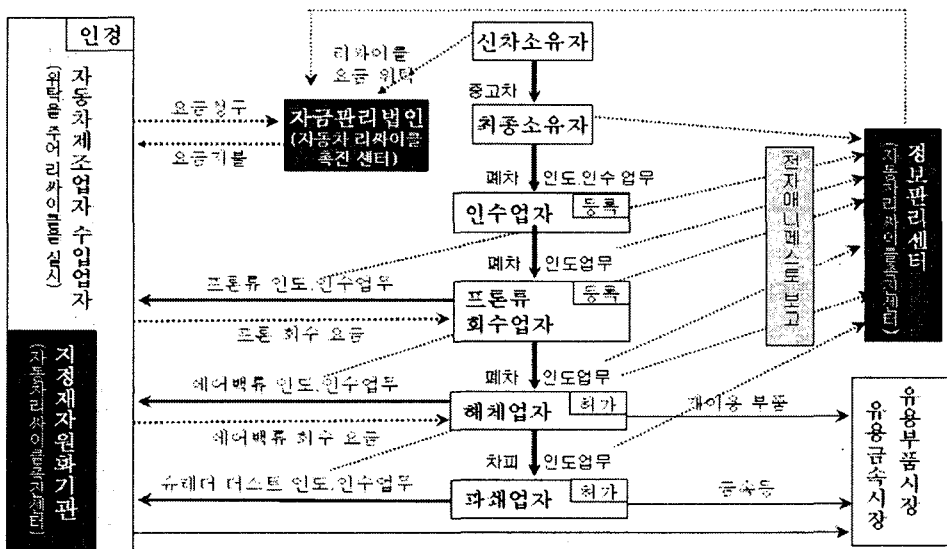 인경
자동차제조업자 수입업자
(위탁을 주어 리싸이클을 실시)
지정재자원화기관
(자동차리싸이클촉진센터)
신차소유자
리싸이클
요금 위탁
중고차
요금청구
자금관리법인
(자동차 리싸이클
촉진 센터)
요금지불
최종소유자
폐차 인도.인수 업무
인수업자
등록
폐차 인도업무
프론류 인도.인수업무
프론류
회수업자
등록
프론 회수 요금
폐차 인도업무
에어백류 인도.인수업무
해체업자
허가
재이용 부품
에어백류 회수 요금
차피 인도업무
슈레더 더스트 인도.인수업무
파쇄업자
허가
금속등
전자매니페스토 보고
정보관리센터
(자동차리싸이클촉진센터)
유용부품시장
유용금속시장